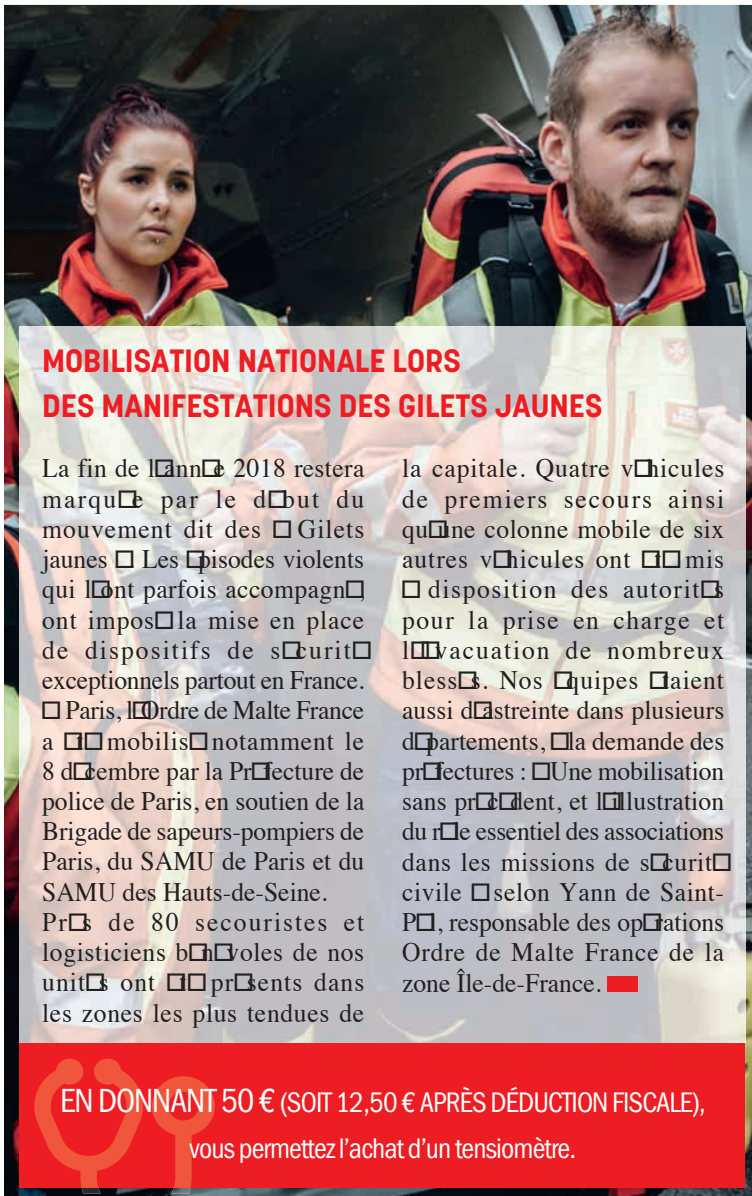 MOBILISATION NATIONALE LORS
DES MANIFESTATIONS DES GILETS JAUNES
La fin de l□ann□e 2018 restera
marqu□e par le d□but du
mouvement dit des □ Gilets
jaunes □ Les □pisodes violents
qui l□ont parfois accompagn□,
ont impos□ la mise en place
de dispositifs de s□curit□
exceptionnels partout en France.
□ Paris, l□Ordre de Malte France
a □t□ mobilis□ notamment le
8 d□cembre par la Pr□fecture de
police de Paris, en soutien de la
Brigade de sapeurs-pompiers de
Paris, du SAMU de Paris et du
SAMU des Hauts-de-Seine.
Pr□s de 80 secouristes et
logisticiens b□n□voles de nos
unit□s ont □t□ pr□sents dans
les zones les plus tendues de
la capitale. Quatre v□hicules
de premiers secours ainsi
qu□une colonne mobile de six
autres v□hicules ont □t□ mis
□ disposition des autorit□s
pour la prise en charge et
l□□vacuation de nombreux
bless□s. Nos □quipes □taient
aussi d□astreinte dans plusieurs
d□partements, □ la demande des
pr□fectures : □ Une mobilisation
sans pr□c□dent, et l□illustration
du r□le essentiel des associations
dans les missions de s□curit□
civile □ selon Yann de Saint-
P□, responsable des op□rations
Ordre de Malte France de la
zone Île-de-France.
EN DONNANT 50 € (SOIT 12,50 € APRÈS DÉDUCTION FISCALE),
vous permettez l’achat d’un tensiomètre.